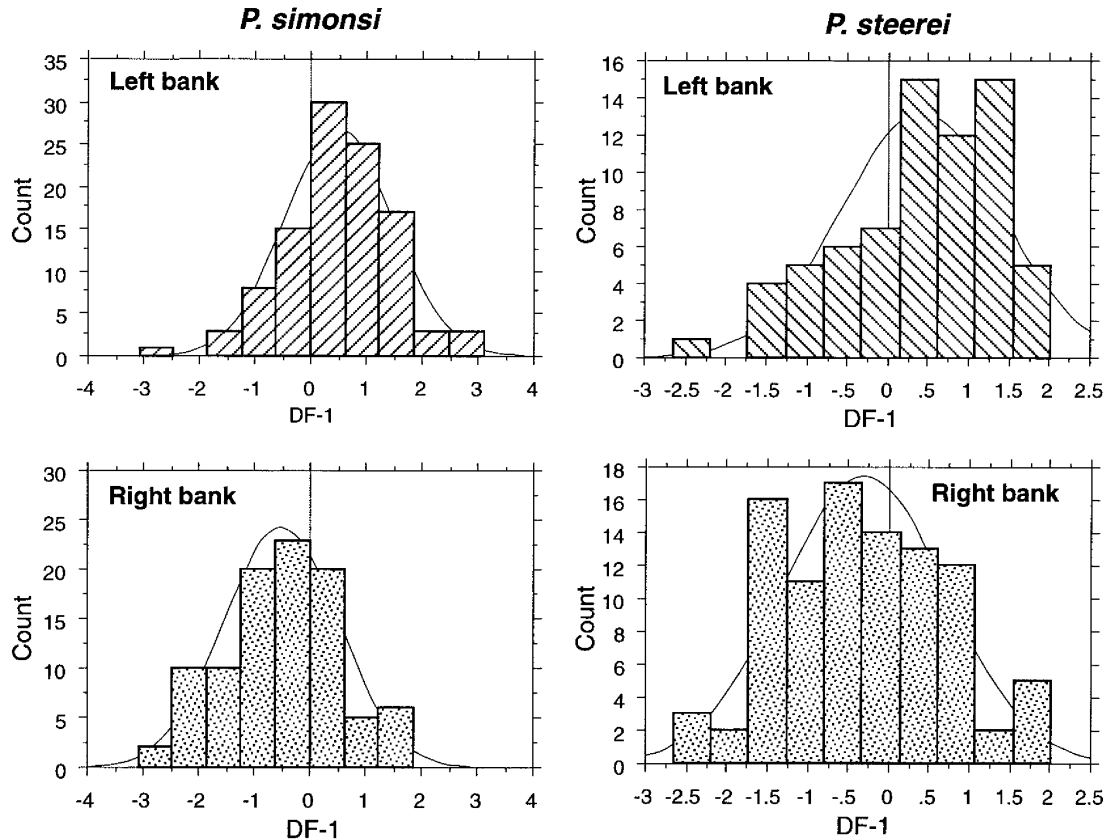 P. simonsi
P. steerei
Left bank
Count
35
30
25
20
15
10
5
0
-4 -3 -2 -1 0 1 2 3 4
DF-1
Left bank
Count
16
14
12
10
8
6
4
2
0
-3 -2.5 -2 -1.5 -1 -.5 0 .5 1 1.5 2 2.5
DF-1
Right bank
Count
30
25
20
15
10
5
0
-4 -3 -2 -1 0 1 2 3 4
DF-1
Right bank
Count
18
16
14
12
10
8
6
4
2
0
-3 -2.5 -2 -1.5 -1 -.5 0 .5 1 1.5 2 2.5
DF-1